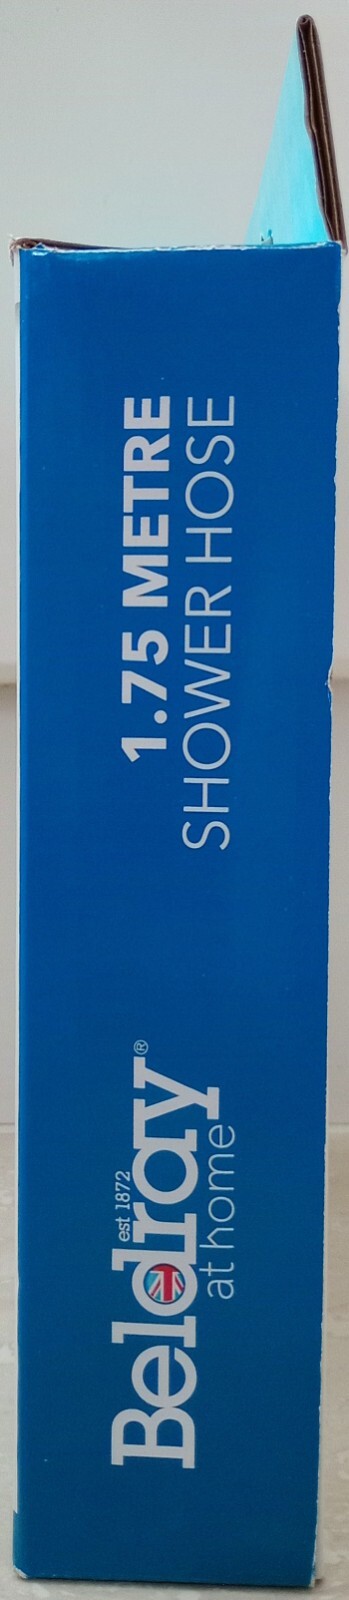 est 1872
Beldray®
at home
1.75 METRE
SHOWER HOSE